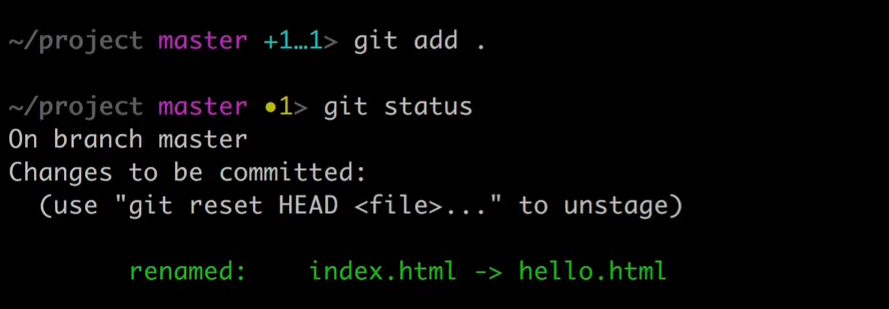 ~/project master +1…1> git add .
~/project master •1> git status
On branch master
Changes to be committed:
  (use "git reset HEAD <file>..." to unstage)
        renamed:    index.html -> hello.html